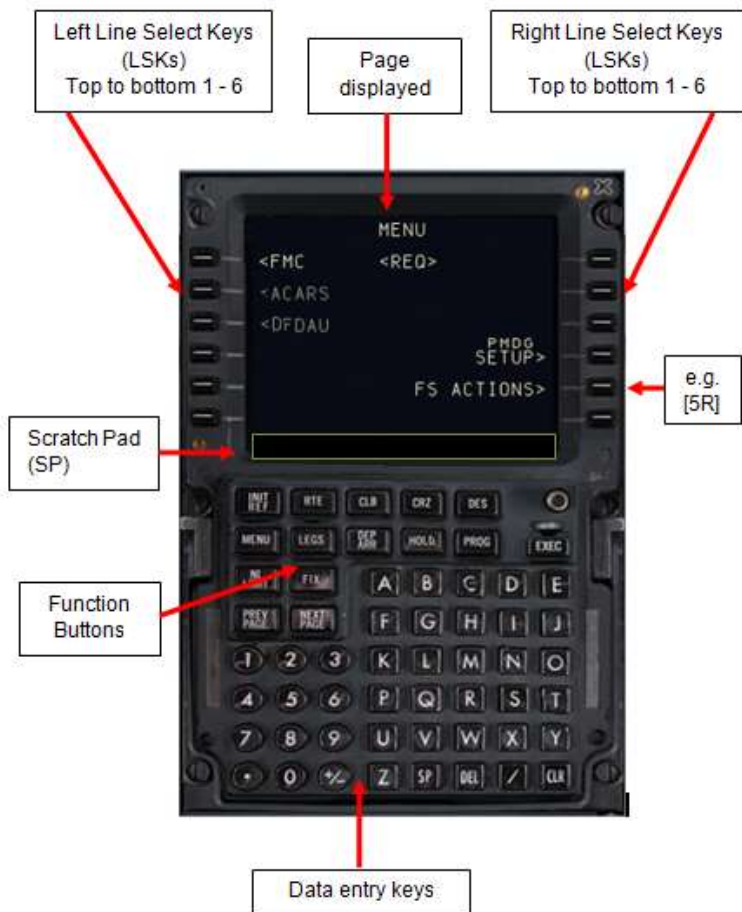 Left Line Select Keys
(LSKs)
Top to bottom 1 - 6
Page
displayed
Right Line Select Keys
(LSKs)
Top to bottom 1 - 6
MENU
<FMC <REQ>
<ACARS
<DFDAU
PMDG
SETUP>
FS ACTIONS>
e.g.
[5R]
Scratch Pad
(SP)
Function
Buttons
INIT REF RTE CLB CRZ DES
MENU LEGS DEP ARR HOLD PROG EXEC
N1 LIMIT FIX A B C D E
PREV PAGE NEXT PAGE F G H I J
1 2 3 K L M N O
4 5 6 P Q R S T
7 8 9 U V W X Y
. 0 +/- Z SP DEL / CLR
Data entry keys